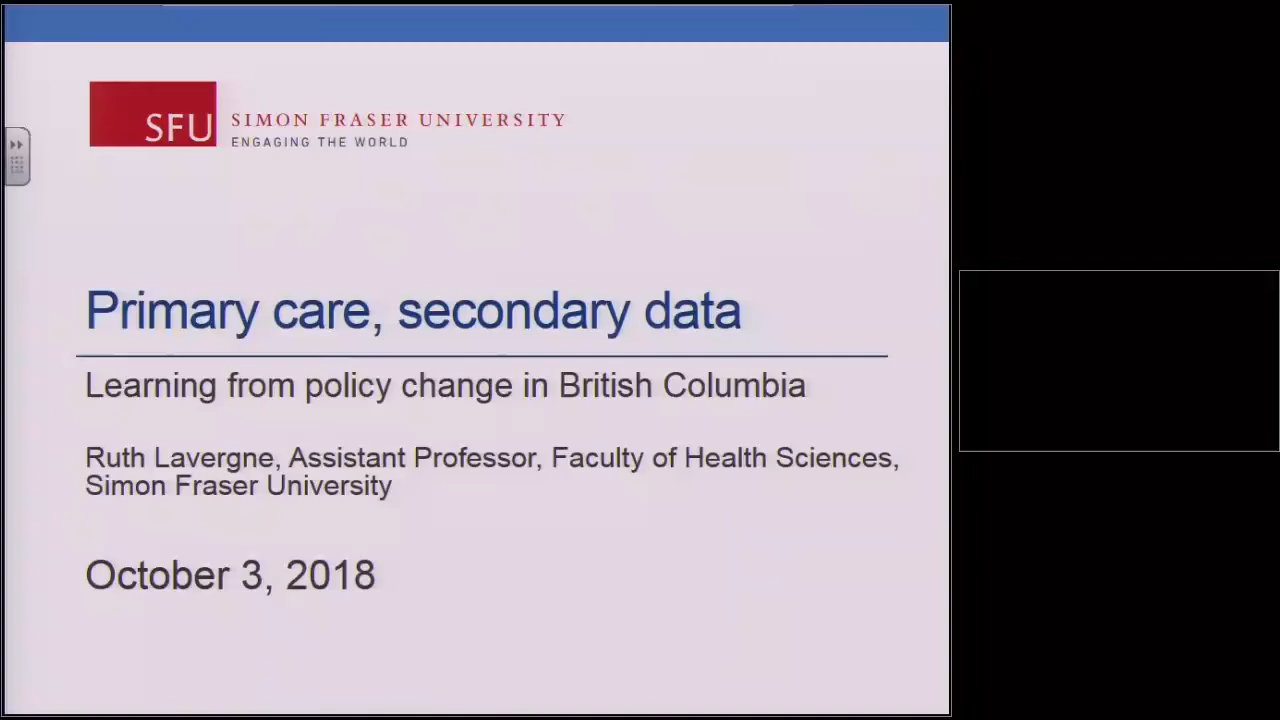 SFU
SIMON FRASER UNIVERSITY
ENGAGING THE WORLD
Primary care, secondary data
Learning from policy change in British Columbia
Ruth Lavergne, Assistant Professor, Faculty of Health Sciences,
Simon Fraser University
October 3, 2018